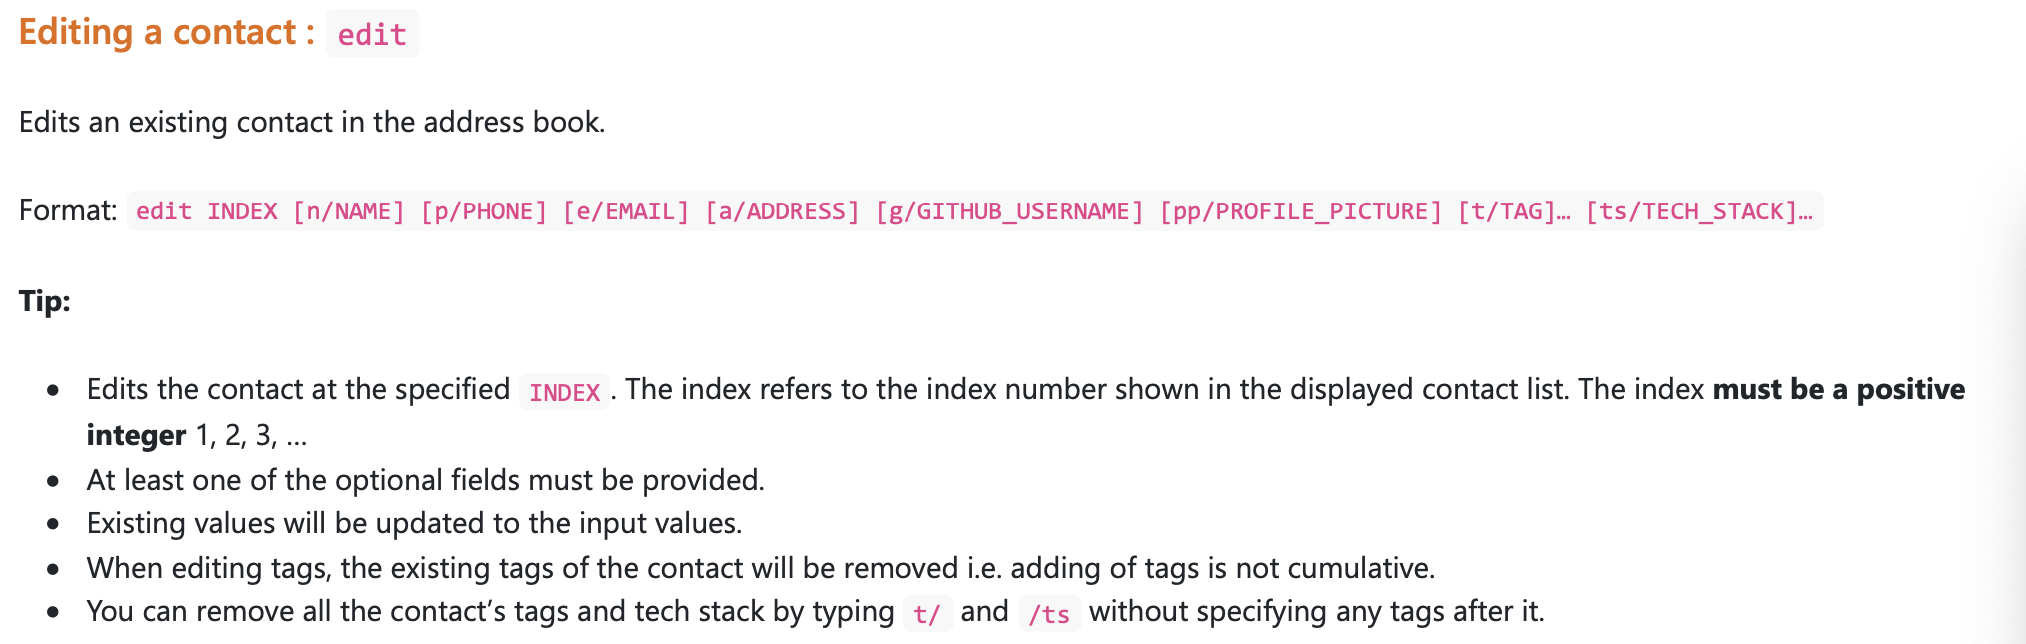 Editing a contact : edit
Edits an existing contact in the address book.
Format: edit INDEX [n/NAME] [p/PHONE] [e/EMAIL] [a/ADDRESS] [g/GITHUB_USERNAME] [pp/PROFILE_PICTURE] [t/TAG]… [ts/TECH_STACK]…
Tip:
• Edits the contact at the specified INDEX. The index refers to the index number shown in the displayed contact list. The index must be a positive
integer 1, 2, 3, …
• At least one of the optional fields must be provided.
• Existing values will be updated to the input values.
• When editing tags, the existing tags of the contact will be removed i.e. adding of tags is not cumulative.
• You can remove all the contact’s tags and tech stack by typing t/ and /ts without specifying any tags after it.